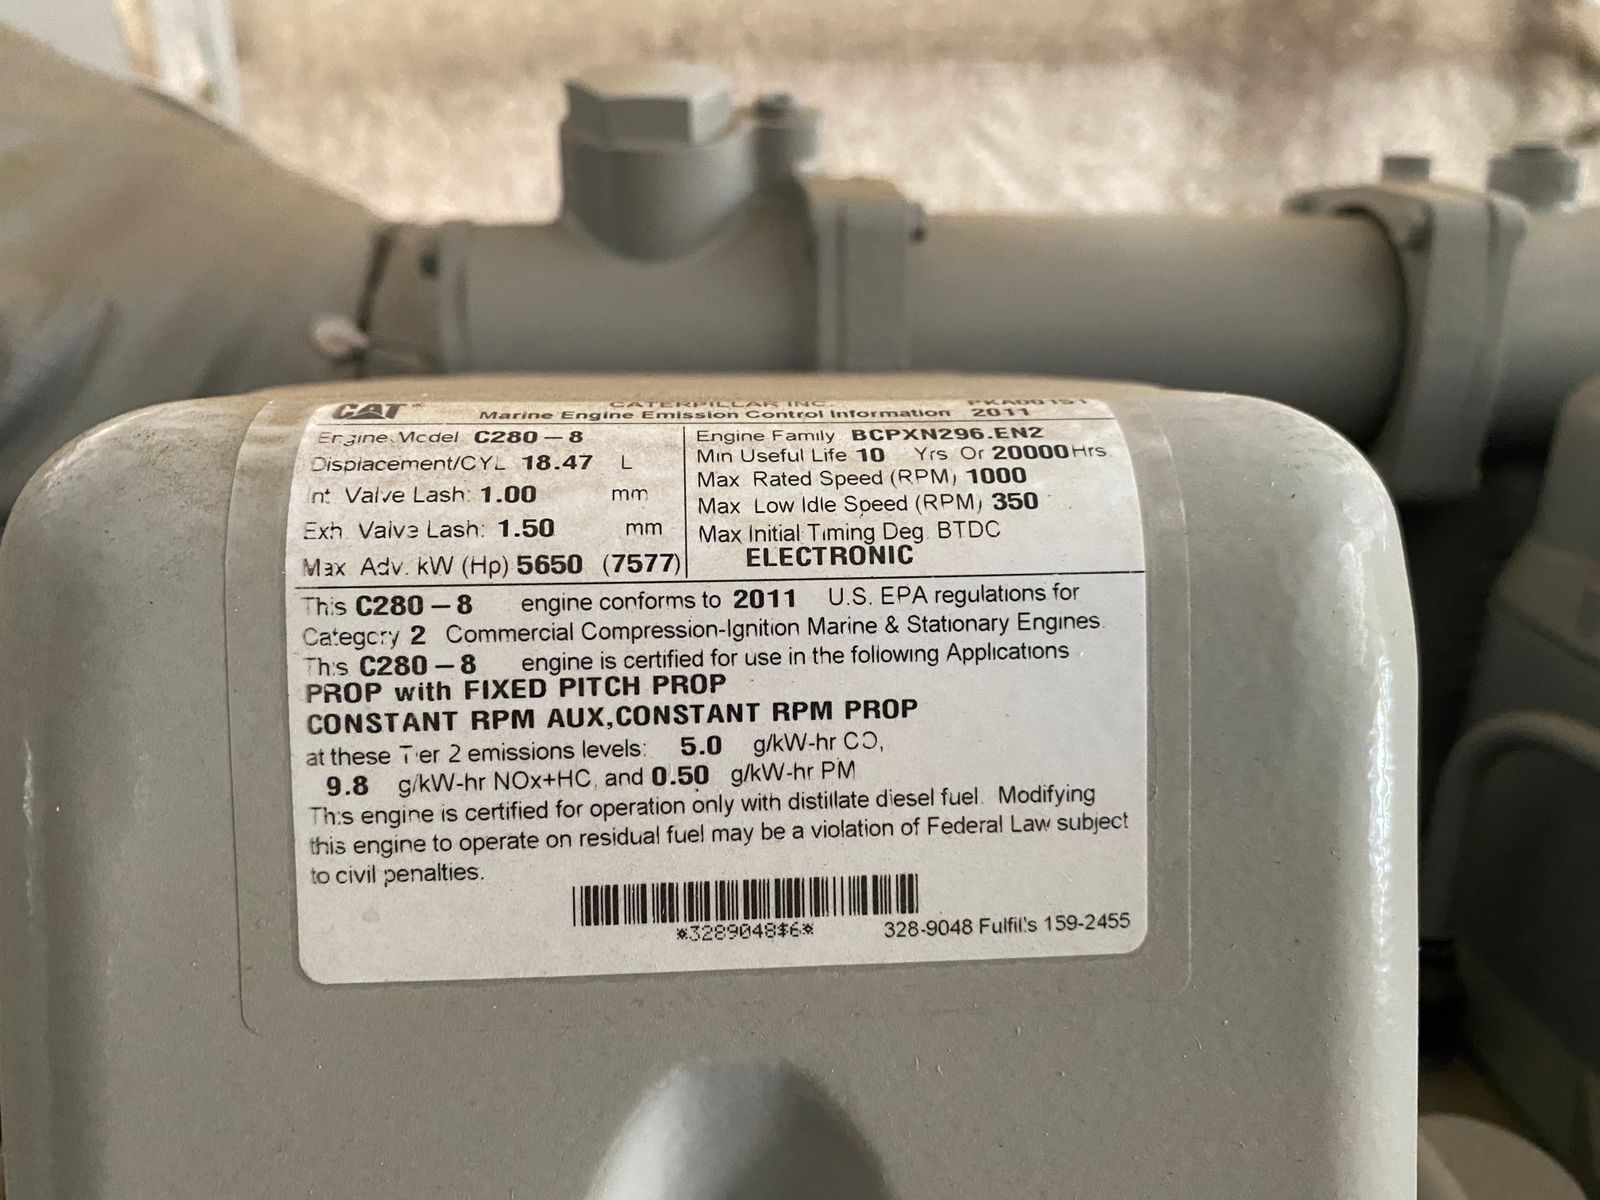 CAT® CATERPILLAR INC. PKA00151
Marine Engine Emission Control Information 2011
Engine Model C280-8
Displacement/CYL 18.47 L
Int Valve Lash: 1.00 mm
Exh. Valve Lash: 1.50 mm
Max Adv. kW (Hp) 5650 (7577)
Engine Family BCPXN296.EN2
Min Useful Life 10 Yrs Or 20000 Hrs.
Max Rated Speed (RPM) 1000
Max Low Idle Speed (RPM) 350
Max Initial Timing Deg. BTDC
ELECTRONIC
This C280-8 engine conforms to 2011 U.S. EPA regulations for
Category 2 Commercial Compression-Ignition Marine & Stationary Engines.
This C280-8 engine is certified for use in the following Applications
PROP with FIXED PITCH PROP
CONSTANT RPM AUX,CONSTANT RPM PROP
at these Tier 2 emissions levels: 5.0 g/kW-hr CO,
9.8 g/kW-hr NOx+HC, and 0.50 g/kW-hr PM
This engine is certified for operation only with distillate diesel fuel. Modifying
this engine to operate on residual fuel may be a violation of Federal Law subject
to civil penalties.
*3289048$6*
328-9048 Fulfil's 159-2455